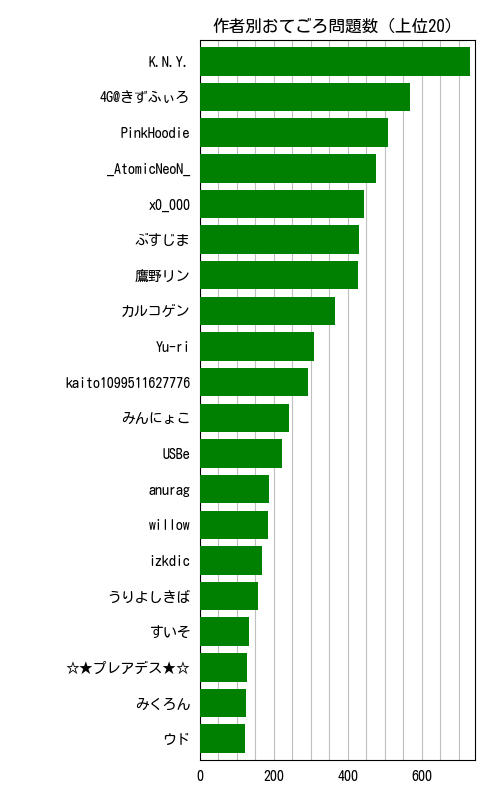 作者別おてごろ問題数（上位20）
K.N.Y.
4G@きずふぃろ
PinkHoodie
_AtomicNeoN_
x0_000
ぶすじま
鷹野リン
カルコゲン
Yu-ri
kaito1099511627776
みんにょこ
USBe
anurag
willow
izkdic
うりよしきば
すいそ
☆★プレアデス★☆
みくろん
ウド
0 200 400 600